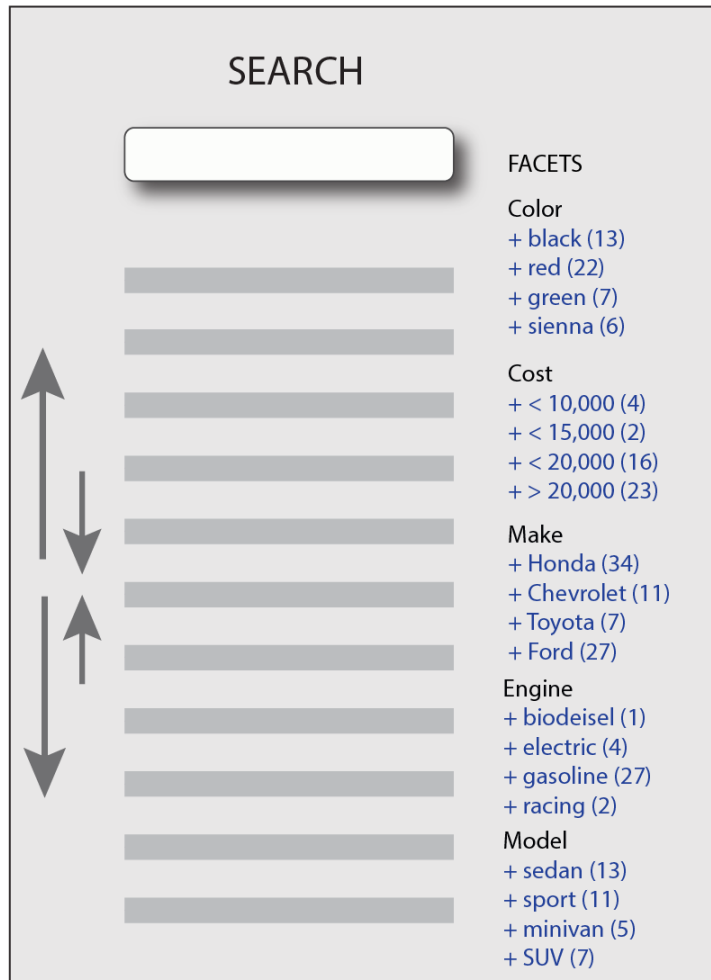 SEARCH
FACETS
Color
+ black (13)
+ red (22)
+ green (7)
+ sienna (6)
Cost
+ < 10,000 (4)
+ < 15,000 (2)
+ < 20,000 (16)
+ > 20,000 (23)
Make
+ Honda (34)
+ Chevrolet (11)
+ Toyota (7)
+ Ford (27)
Engine
+ biodeisel (1)
+ electric (4)
+ gasoline (27)
+ racing (2)
Model
+ sedan (13)
+ sport (11)
+ minivan (5)
+ SUV (7)